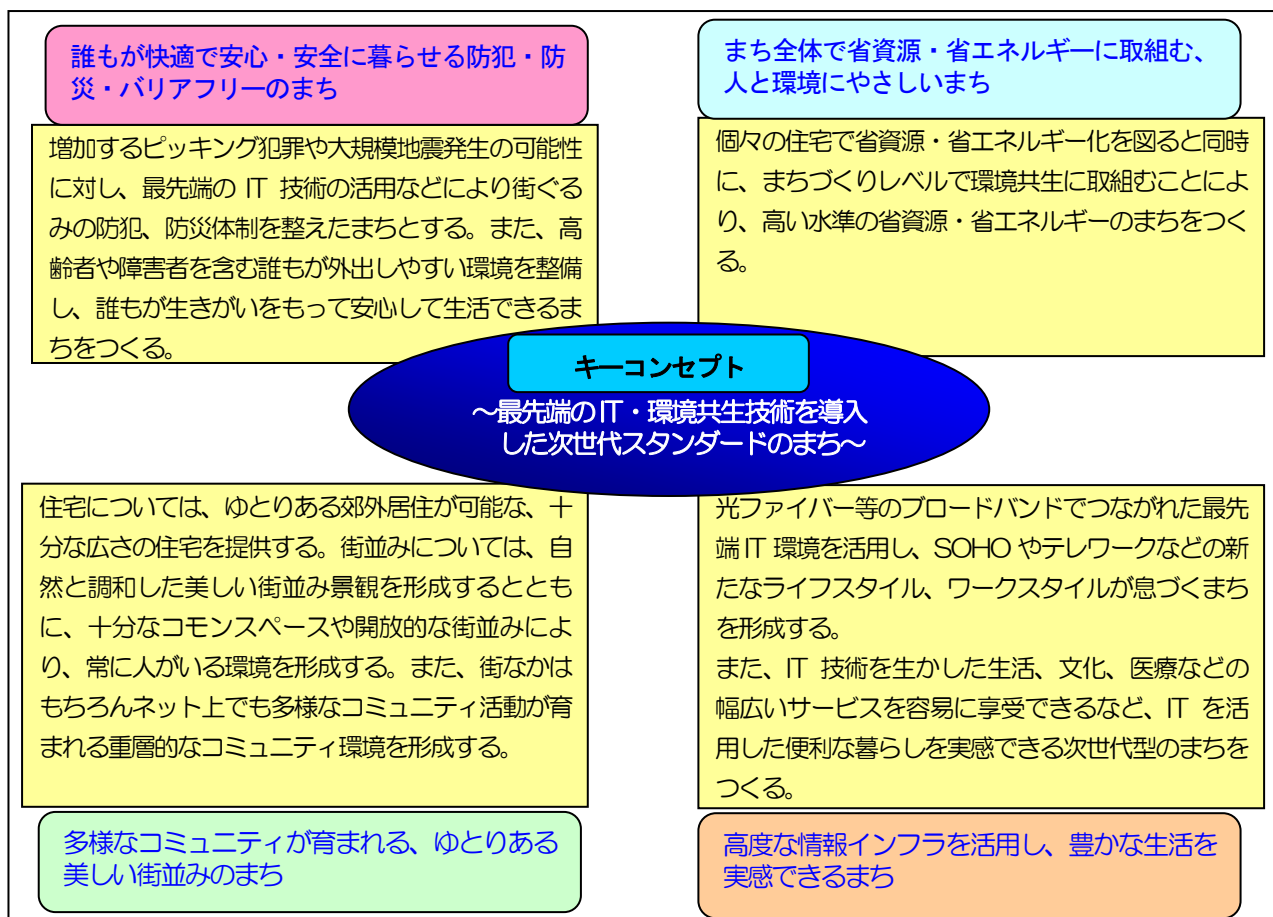 誰もが快適で安心・安全に暮らせる防犯・防
災・バリアフリーのまち
増加するピッキング犯罪や大規模地震発生の可能性
に対し、最先端の IT 技術の活用などにより街ぐる
みの防犯、防災体制を整えたまちとする。また、高
齢者や障害者を含む誰もが外出しやすい環境を整備
し、誰もが生きがいをもって安心して生活できるま
ちをつくる。
まち全体で省資源・省エネルギーに取組む、
人と環境にやさしいまち
個々の住宅で省資源・省エネルギー化を図ると同時
に、まちづくりレベルで環境共生に取組むことによ
り、高い水準の省資源・省エネルギーのまちをつく
る。
キーコンセプト
～最先端のIT・環境共生技術を導入
した次世代スタンダードのまち～
住宅については、ゆとりある郊外居住が可能な、十
分な広さの住宅を提供する。街並みについては、自
然と調和した美しい街並み景観を形成するととも
に、十分なコモンスペースや開放的な街並みによ
り、常に人がいる環境を形成する。また、街なかは
もちろんネット上でも多様なコミュニティ活動が育
まれる重層的なコミュニティ環境を形成する。
多様なコミュニティが育まれる、ゆとりある
美しい街並みのまち
光ファイバー等のブロードバンドでつながれた最先
端IT 環境を活用し、SOHO やテレワークなどの新
たなライフスタイル、ワークスタイルが息づくまち
を形成する。
また、IT 技術を生かした生活、文化、医療などの
幅広いサービスを容易に享受できるなど、IT を活
用した便利な暮らしを実感できる次世代型のまちを
つくる。
高度な情報インフラを活用し、豊かな生活を
実感できるまち